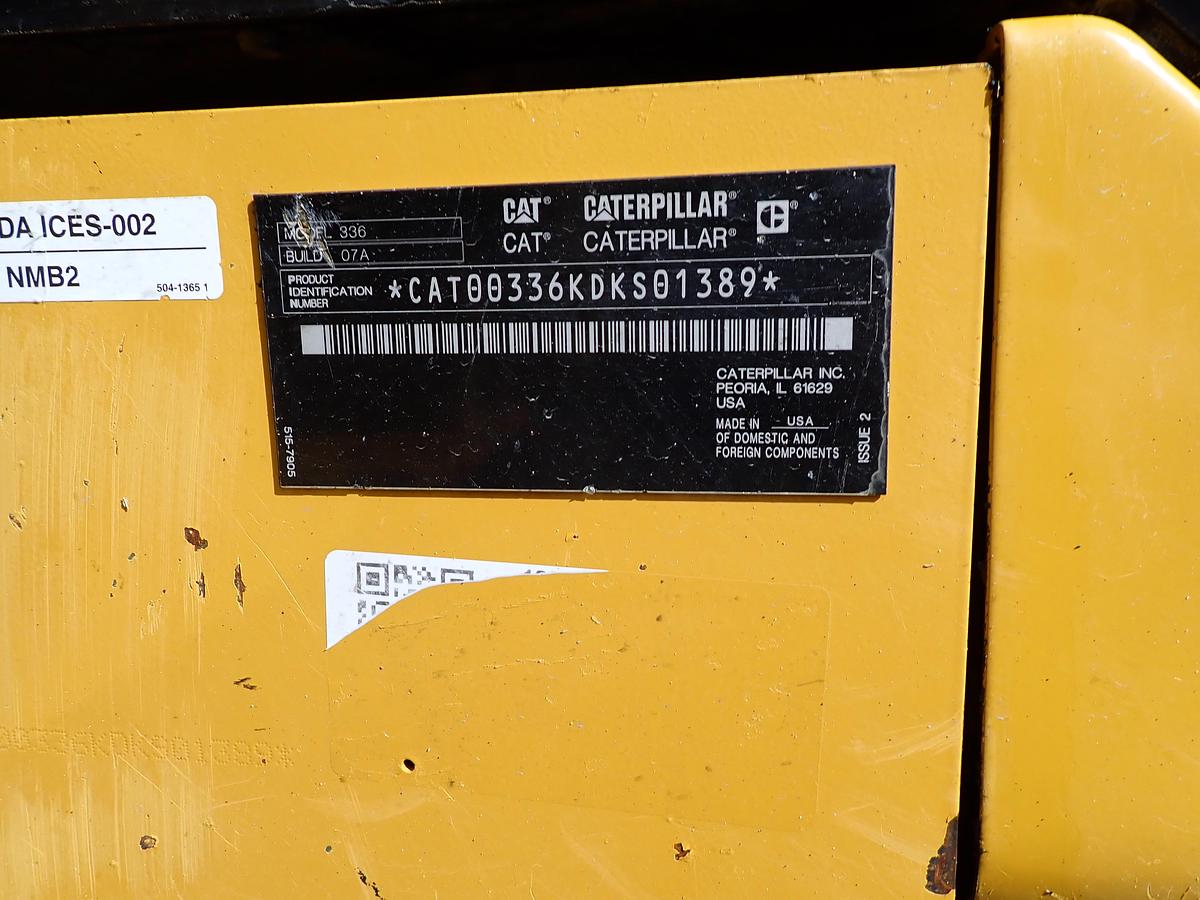 DA ICES-002
NMB2
504-1365 1
CAT® CATERPILLAR® ®
CAT® CATERPILLAR®
MODEL 336
BUILD 07A
PRODUCT
IDENTIFICATION
NUMBER
*CAT00336KDKS01389*
CATERPILLAR INC.
PEORIA, IL 61629
USA
MADE IN USA
OF DOMESTIC AND
FOREIGN COMPONENTS
ISSUE 2
515-7905
336KDKS01389*